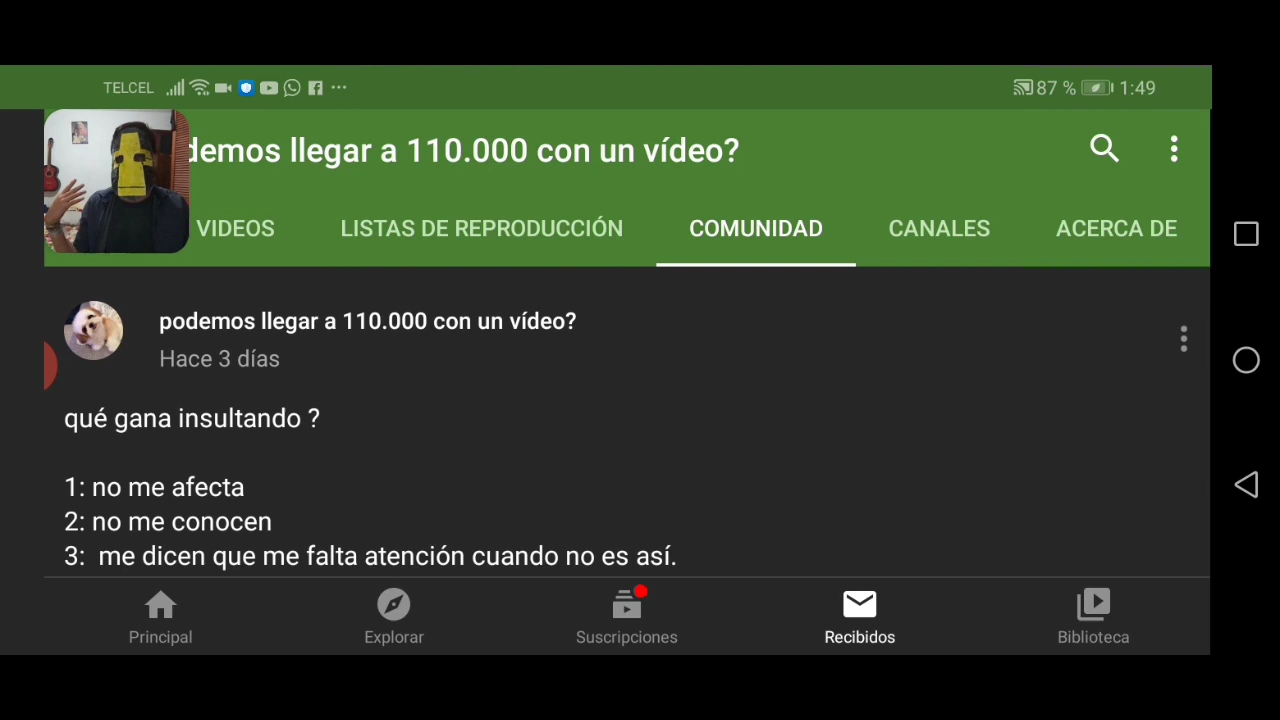 TELCEL 87 % 1:49
demos llegar a 110.000 con un vídeo?
VIDEOS LISTAS DE REPRODUCCIÓN COMUNIDAD CANALES ACERCA DE
podemos llegar a 110.000 con un vídeo?
Hace 3 días
qué gana insultando ?
1: no me afecta
2: no me conocen
3:  me dicen que me falta atención cuando no es así.
Principal Explorar Suscripciones Recibidos Biblioteca